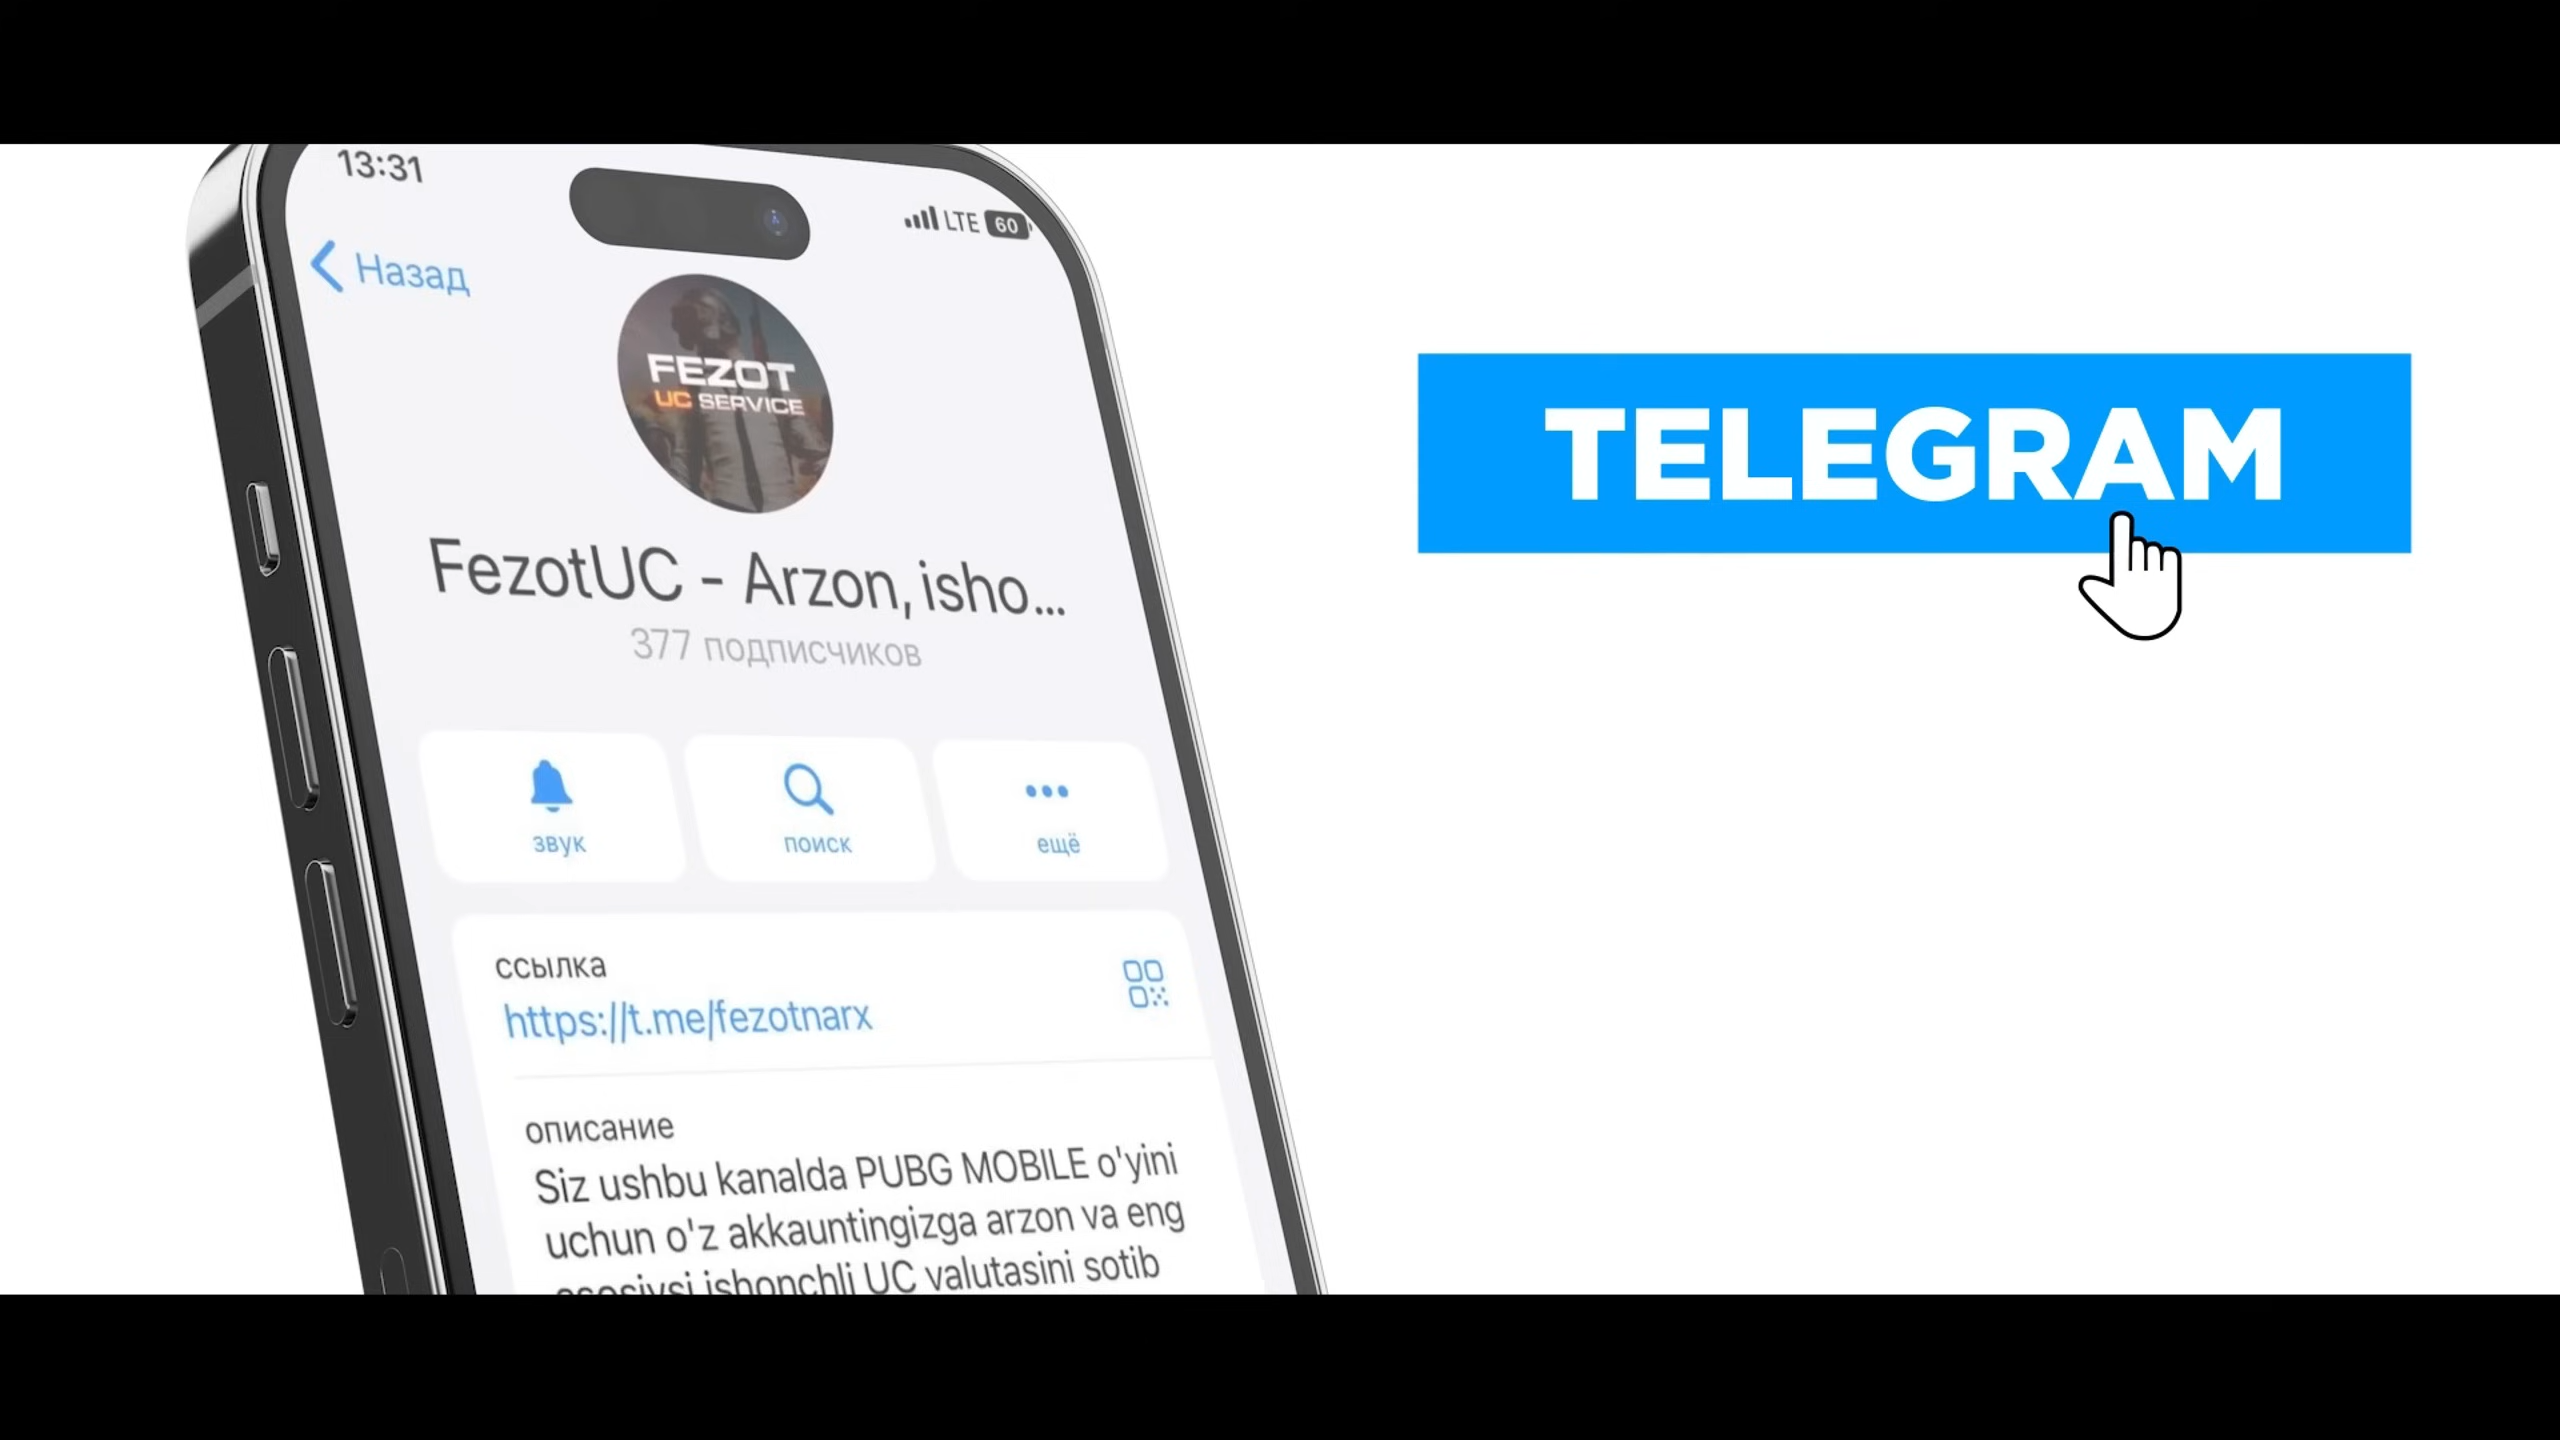 13:31
LTE 60
Назад
FEZOT
UC SERVICE
FezotUC - Arzon, isho...
377 подписчиков
звук
поиск
ещё
ссылка
https://t.me/fezotnarx
описание
Siz ushbu kanalda PUBG MOBILE o'yini
uchun o'z akkauntingizga arzon va eng
ishonchli UC valutasini sotib
TELEGRAM